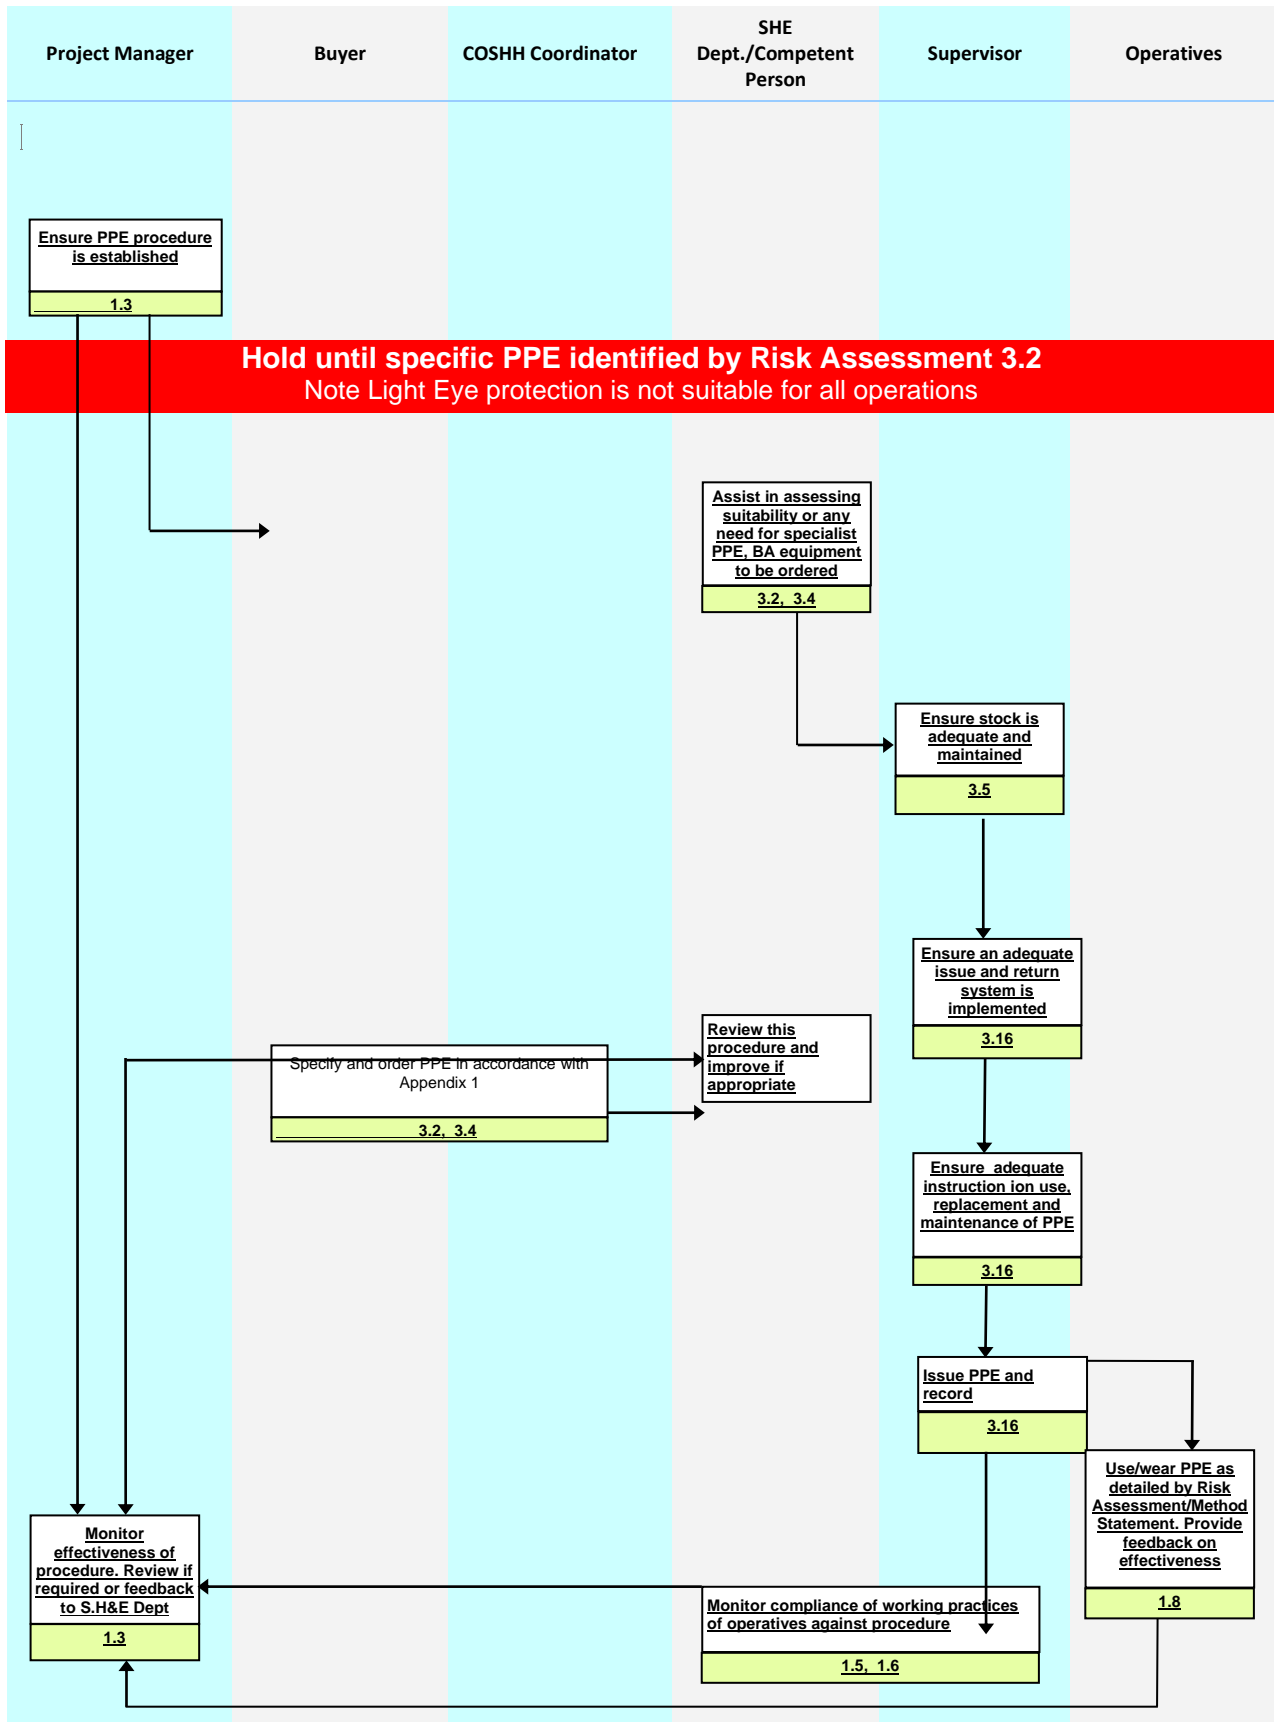 Project Manager
Buyer
COSHH Coordinator
SHE
Dept./Competent
Person
Supervisor
Operatives
Ensure PPE procedure
is established
1.3
Hold until specific PPE identified by Risk Assessment 3.2
Note Light Eye protection is not suitable for all operations
Assist in assessing
suitability or any
need for specialist
PPE, BA equipment
to be ordered
3.2, 3.4
Ensure stock is
adequate and
maintained
3.5
Ensure an adequate
issue and return
system is
implemented
3.16
Review this
procedure and
improve if
appropriate
Specify and order PPE in accordance with
Appendix 1
3.2, 3.4
Ensure adequate
instruction ion use,
replacement and
maintenance of PPE
3.16
Issue PPE and
record
3.16
Use/wear PPE as
detailed by Risk
Assessment/Method
Statement. Provide
feedback on
effectiveness
1.8
Monitor
effectiveness of
procedure. Review if
required or feedback
to S.H&E Dept
1.3
Monitor compliance of working practices
of operatives against procedure
1.5, 1.6